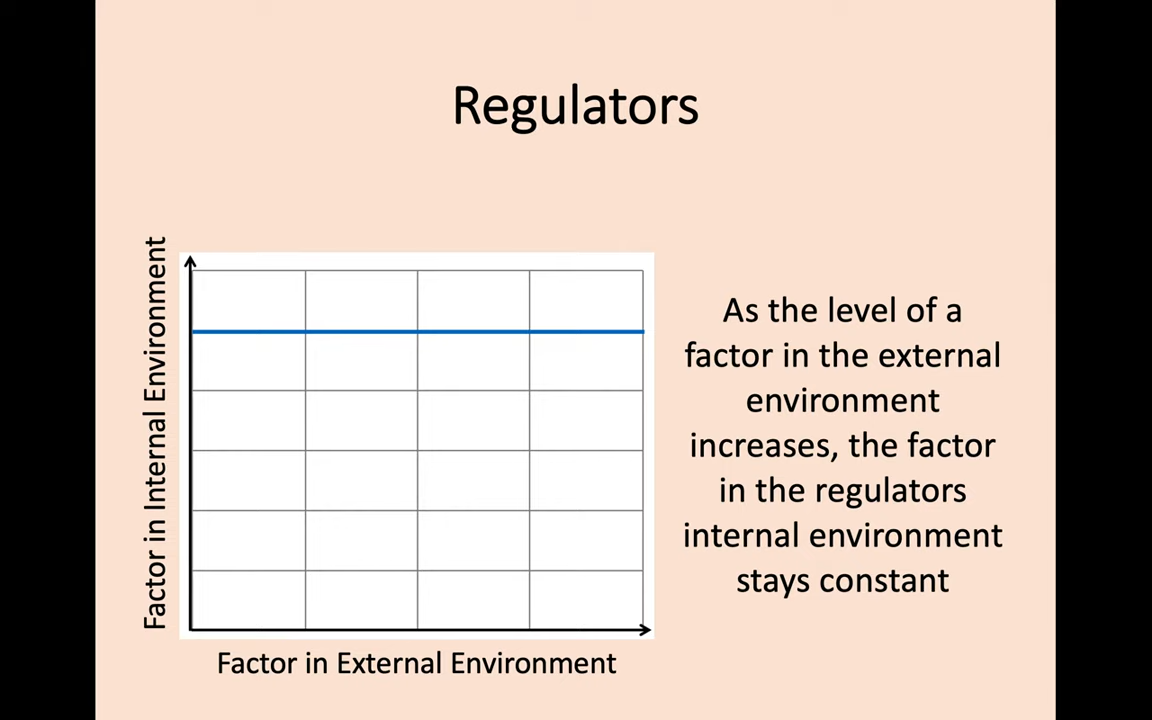 Regulators
Factor in Internal Environment
As the level of a
factor in the external
environment
increases, the factor
in the regulators
internal environment
stays constant
Factor in External Environment